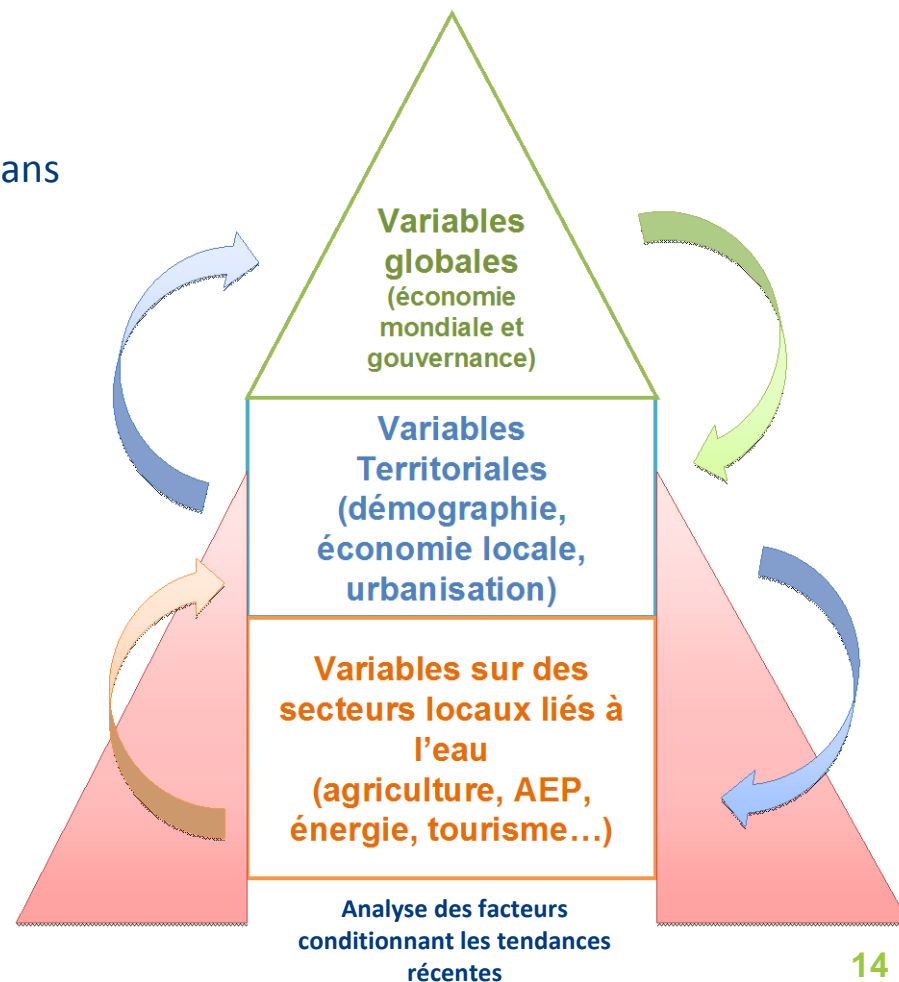 ans
Variables
globales
(économie
mondiale et
gouvernance)
Variables
Territoriales
(démographie,
économie locale,
urbanisation)
Variables sur des
secteurs locaux liés à
l’eau
(agriculture, AEP,
énergie, tourisme…)
Analyse des facteurs
conditionnant les tendances
récentes
14